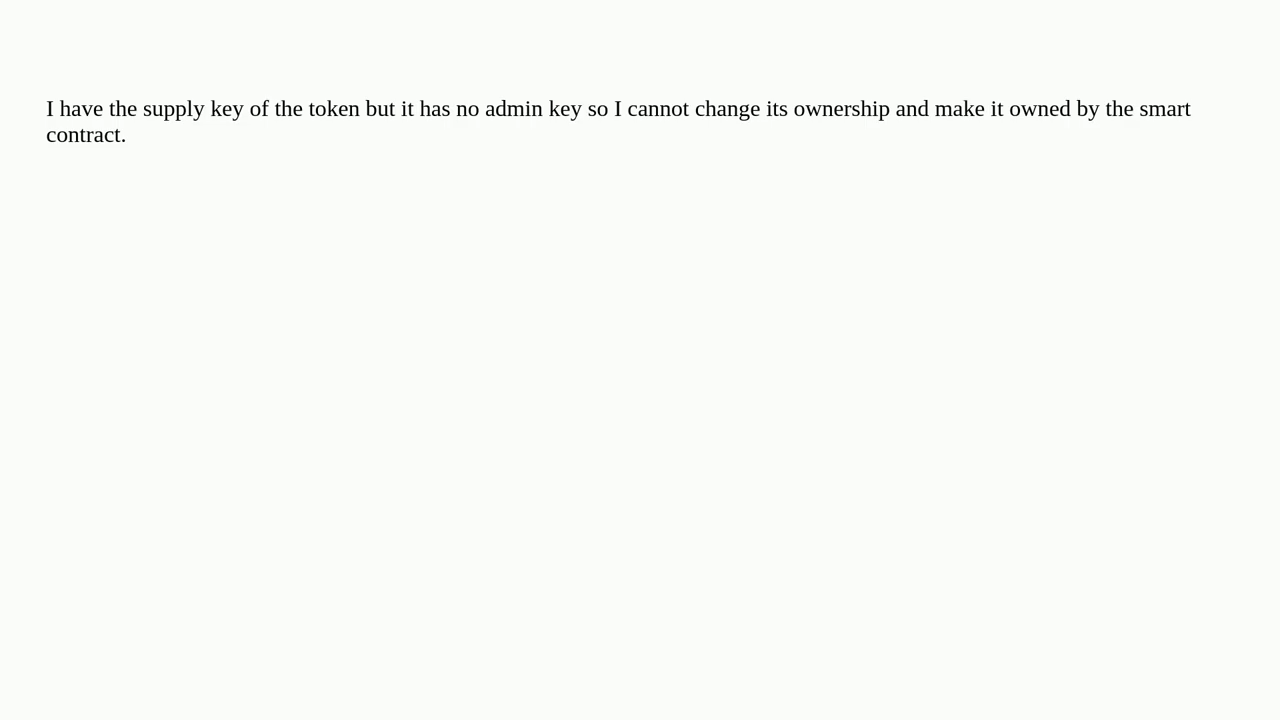 I have the supply key of the token but it has no admin key so I cannot change its ownership and make it owned by the smart
contract.